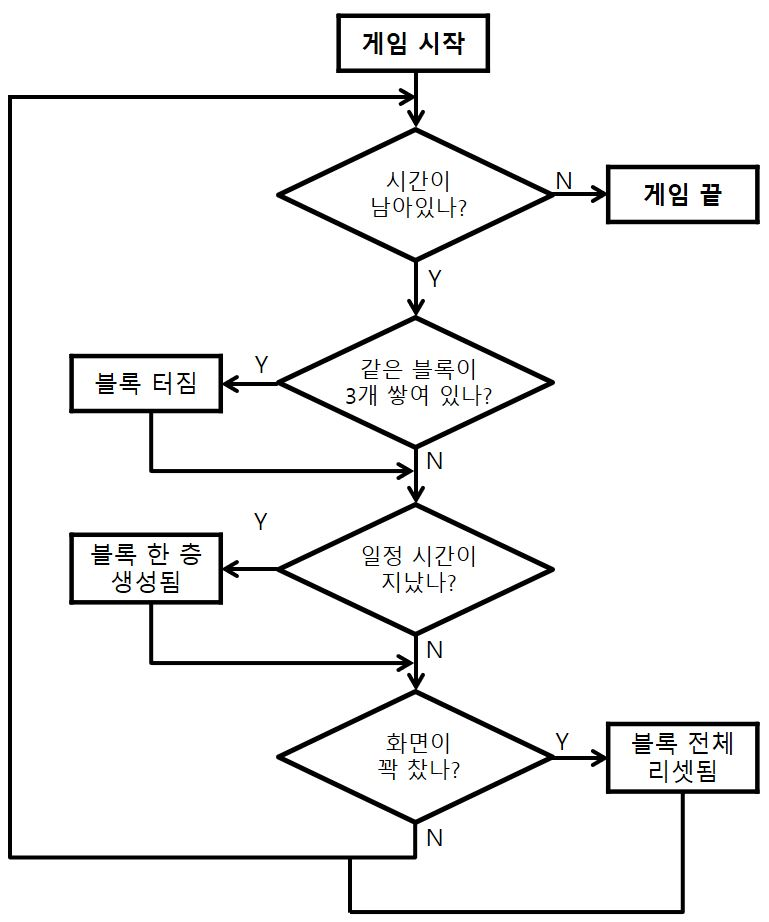 게임 시작
시간이
남아있나?
N
게임 끝
Y
같은 블록이
3개 쌓여 있나?
Y
블록 터짐
N
일정 시간이
지났나?
Y
블록 한 층
생성됨
N
화면이
꽉 찼나?
Y
블록 전체
리셋됨
N